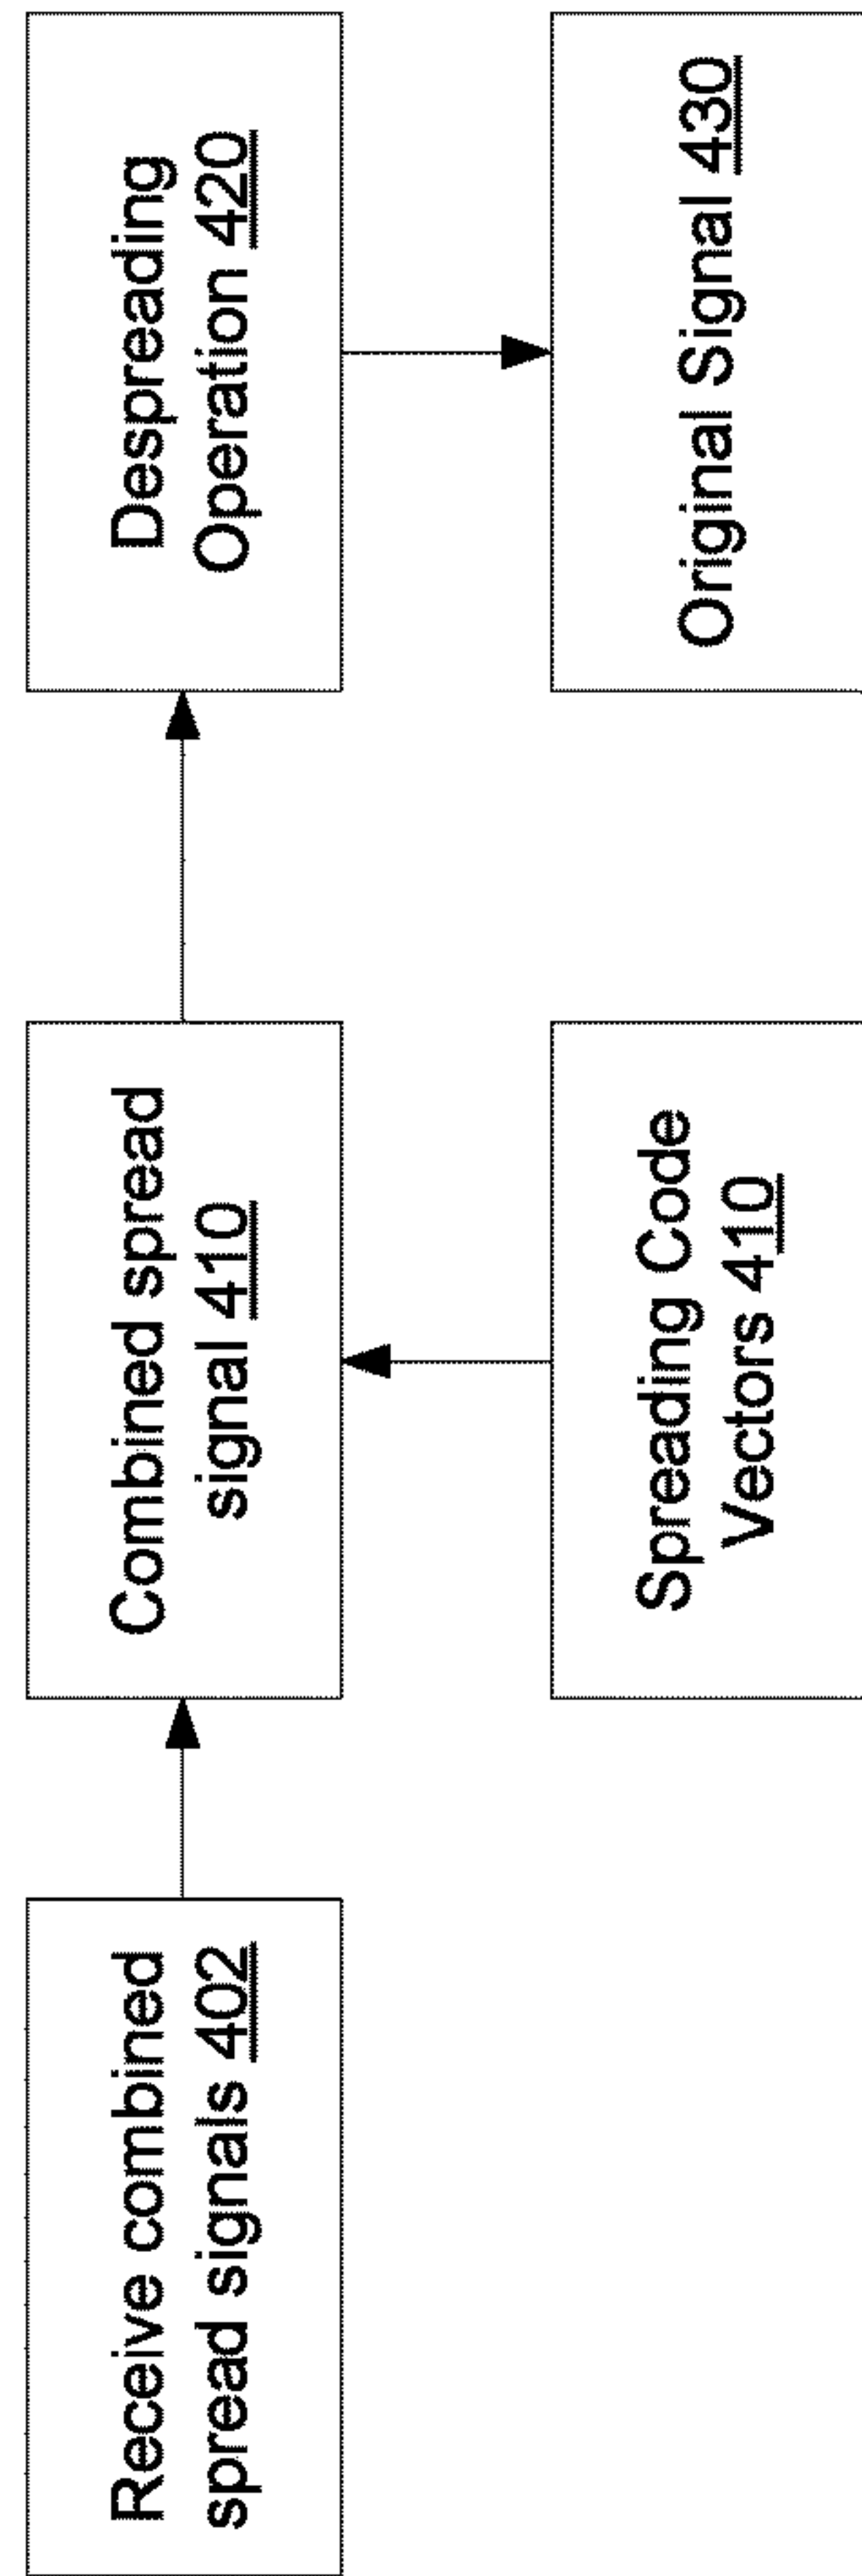 Receive combined
spread signals 402
Combined spread
signal 410
Despreading
Operation 420
Spreading Code
Vectors 410
Original Signal 430